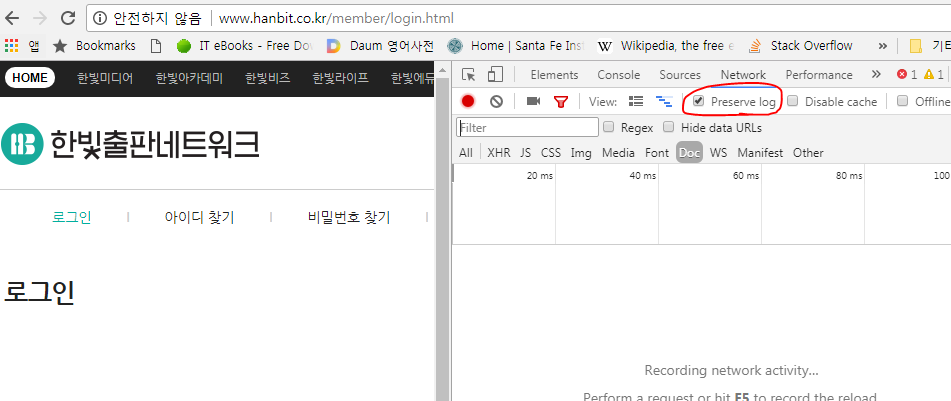 안전하지 않음 www.hanbit.co.kr/member/login.html
앱 Bookmarks IT eBooks - Free Dow Daum 영어사전 Home | Santa Fe Inst Wikipedia, the free e Stack Overflow » 기타
HOME 한빛미디어 한빛아카데미 한빛비즈 한빛라이프 한빛에듀
한빛출판네트워크
로그인 | 아이디 찾기 | 비밀번호 찾기 |
로그인
Elements Console Sources Network Performance » 1 1
View: Preserve log Disable cache Offline
Filter Regex Hide data URLs
All XHR JS CSS Img Media Font Doc WS Manifest Other
20 ms 40 ms 60 ms 80 ms 100
Recording network activity...
Perform a request or hit F5 to record the reload.